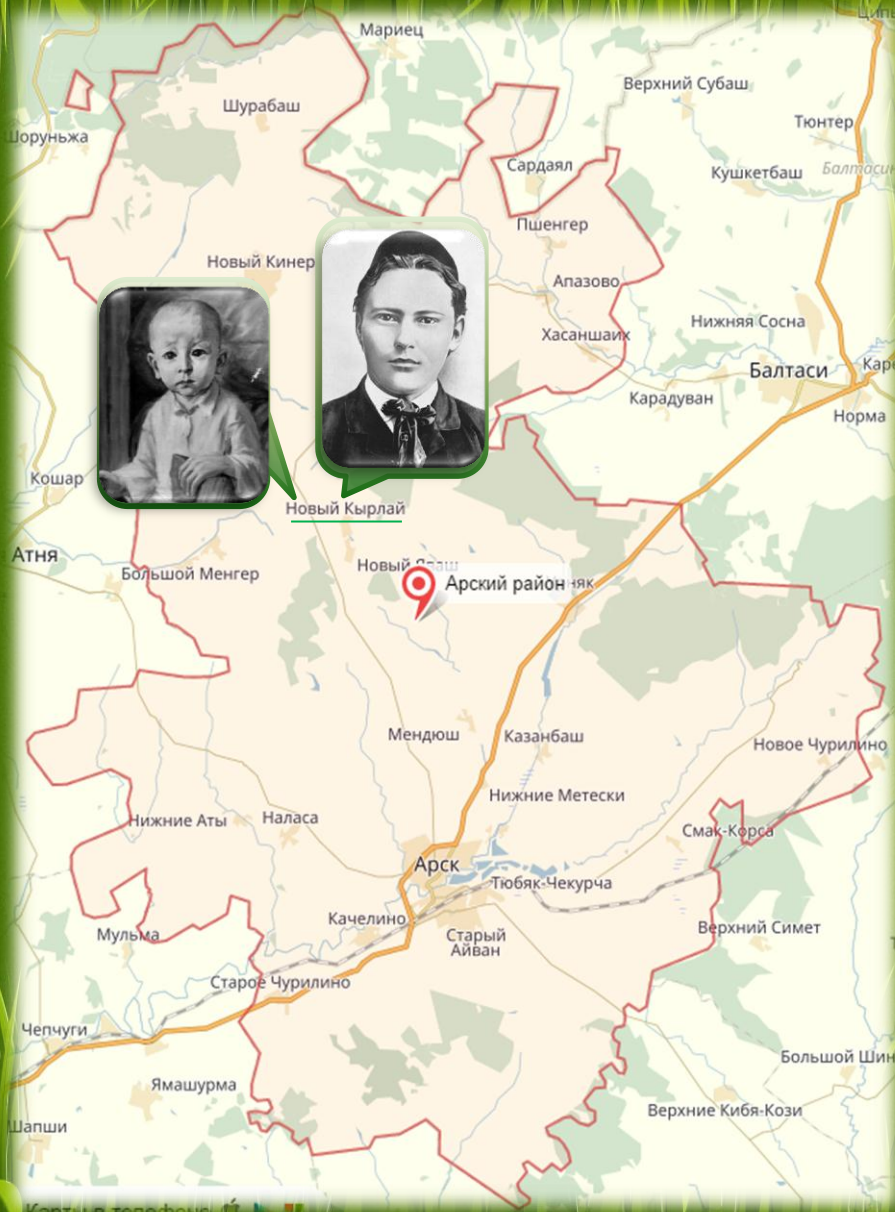 Мариец
Верхний Субаш
Шурабаш
Тюнтер
Шоруньжа
Сардаял
Кушкетбаш
Пшенгер
Новый Кинер
Апазово
Нижняя Сосна
Хасаншаих
Балтаси
Карадуван
Норма
Кошар
Новый Кырлай
Атня
Новый
Большой Менгер
Арский район
Мендюш
Казанбаш
Новое Чурилино
Нижние Метески
Нижние Аты
Наласа
Смак-Корса
Арск
Тюбяк-Чекурча
Качелино
Верхний Симет
Мульма
Старый
Айван
Старое Чурилино
Чепчуги
Большой Шин
Ямашурма
Верхние Кибя-Кози
Шапши